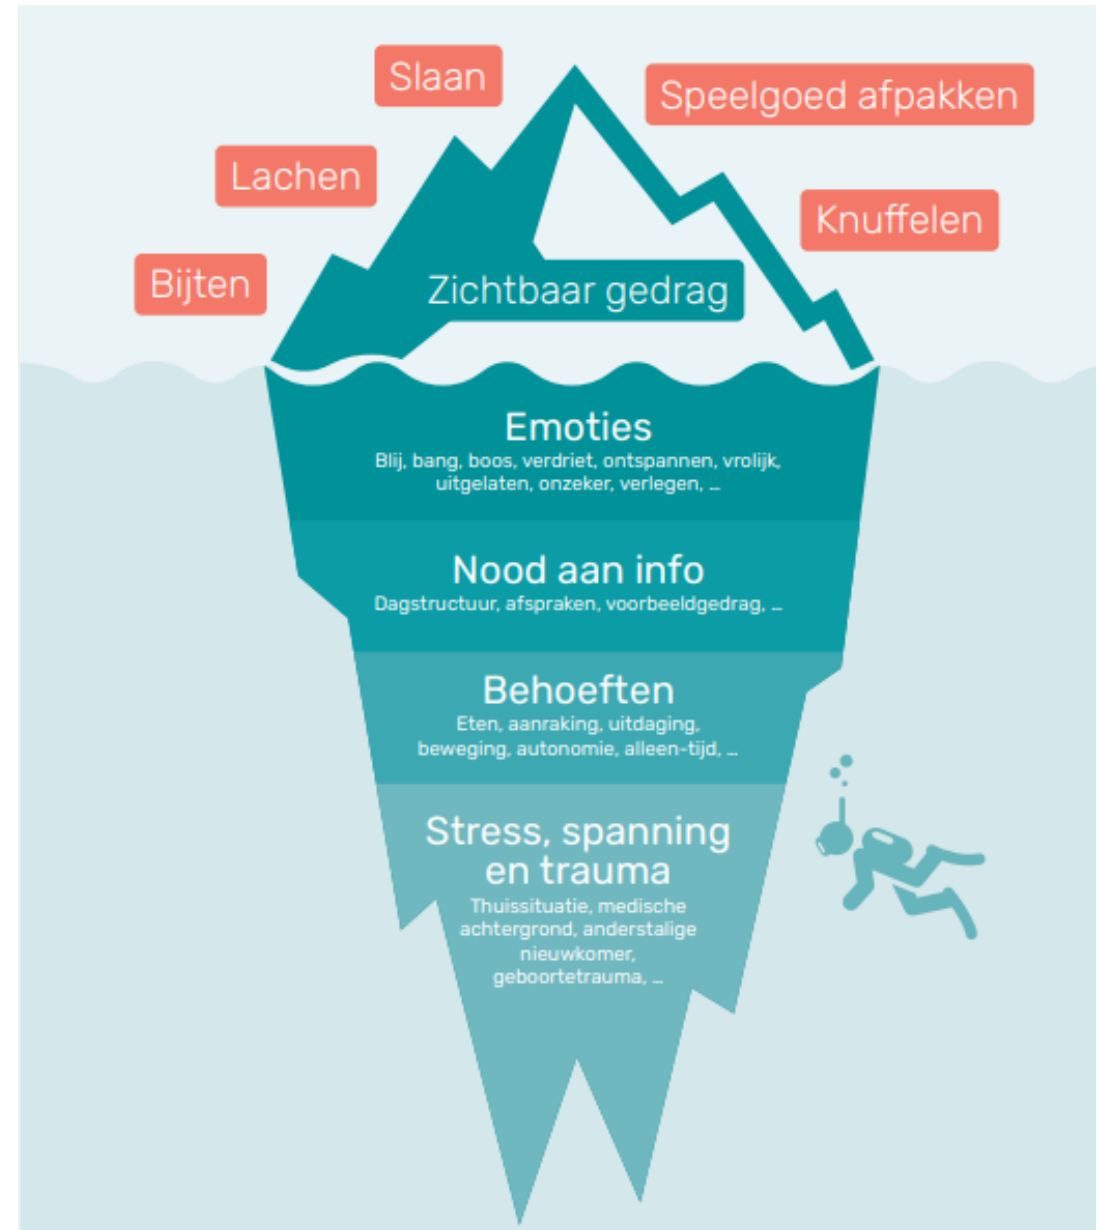 Slaan
Speelgoed afpakken
Lachen
Knuffelen
Bijten
Zichtbaar gedrag
Emoties
Blij, bang, boos, verdriet, ontspannen, vrolijk,
uitgelaten, onzeker, verlegen, …
Nood aan info
Dagstructuur, afspraken, voorbeeldgedrag, …
Behoeften
Eten, aanraking, uitdaging,
beweging, autonomie, alleen-tijd, …
Stress, spanning
en trauma
Thuissituatie, medische
achtergrond, anderstalige
nieuwkomer,
geboortetrauma, …